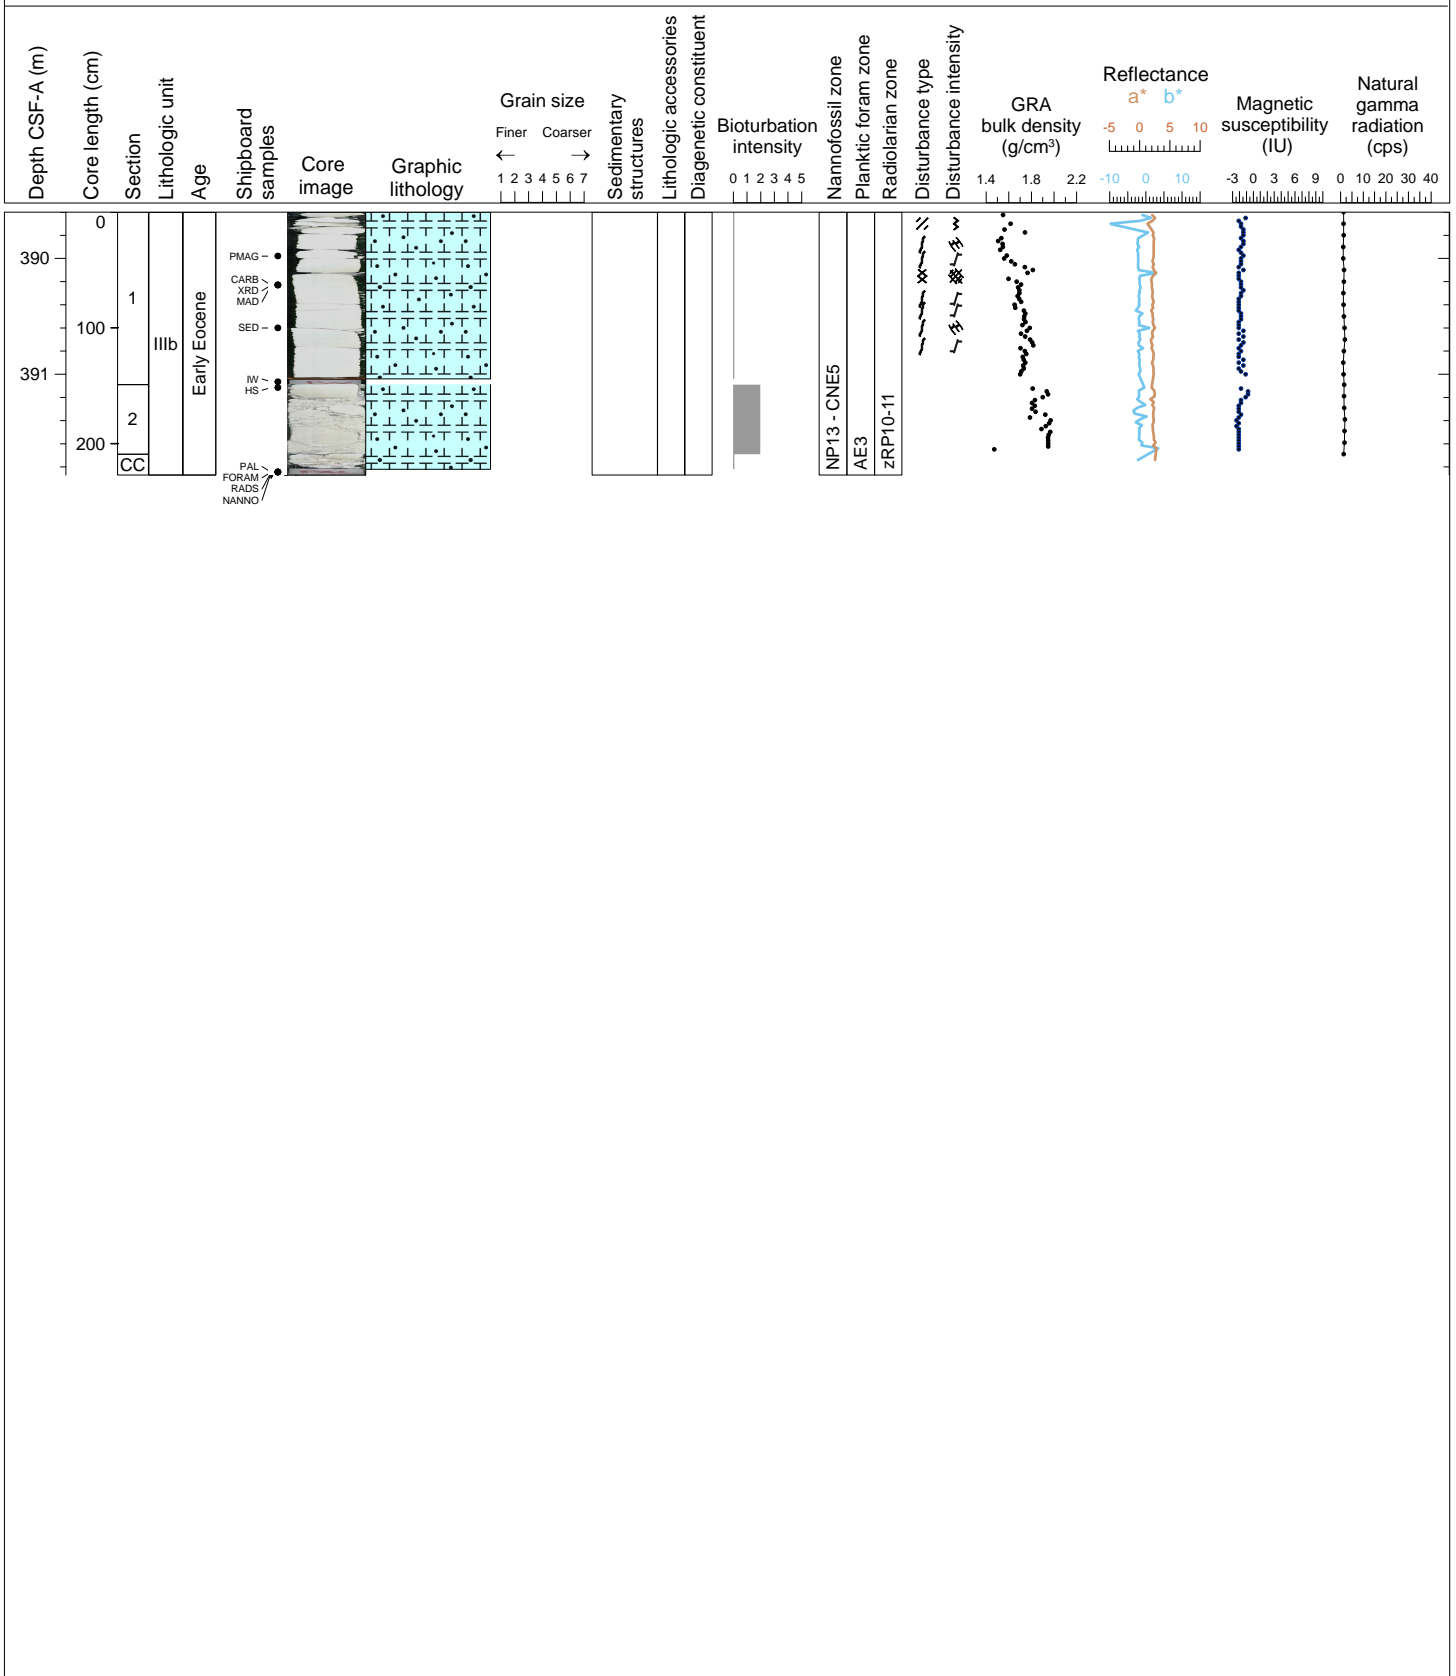 Depth CSF-A (m)
Core length (cm)
Section
Lithologic unit
Age
Shipboard
samples
Core
image
Graphic
lithology
Grain size
Finer Coarser
← →
1 2 3 4 5 6 7
Sedimentary
structures
Lithologic accessories
Diagenetic constituent
Bioturbation
intensity
0 1 2 3 4 5
Nannofossil zone
Planktic foram zone
Radiolarian zone
Disturbance type
Disturbance intensity
GRA
bulk density
(g/cm³)
1.4 1.8 2.2
Reflectance
a* b*
-5 0 5 10
-10 0 10
Magnetic
susceptibility
(IU)
-3 0 3 6 9
Natural
gamma
radiation
(cps)
0 10 20 30 40
390
391
0
100
200
1
2
CC
IIIb
Early Eocene
PMAG
CARB
XRD
MAD
SED
IW
HS
PAL
FORAM
RADS
NANNO
NP13 - CNE5
AE3
zRP10-11